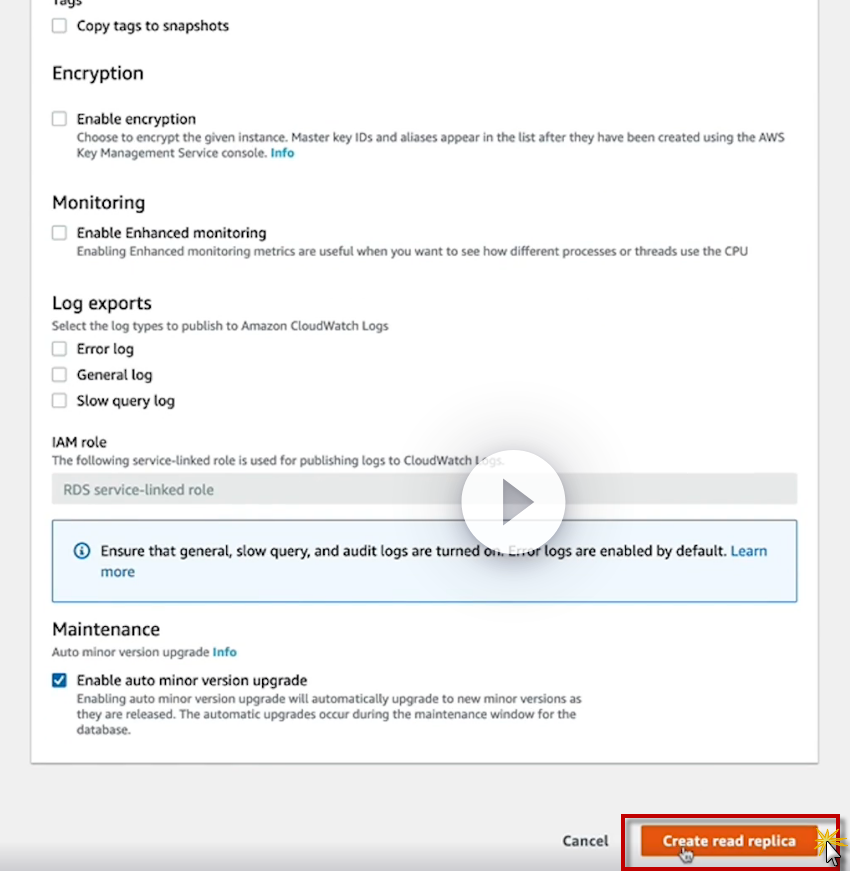 Tags
Copy tags to snapshots
Encryption
Enable encryption
Choose to encrypt the given instance. Master key IDs and aliases appear in the list after they have been created using the AWS
Key Management Service console. Info
Monitoring
Enable Enhanced monitoring
Enabling Enhanced monitoring metrics are useful when you want to see how different processes or threads use the CPU
Log exports
Select the log types to publish to Amazon CloudWatch Logs
Error log
General log
Slow query log
IAM role
The following service-linked role is used for publishing logs to CloudWatch Logs.
RDS service-linked role
Ensure that general, slow query, and audit logs are turned on. Error logs are enabled by default. Learn
more
Maintenance
Auto minor version upgrade Info
Enable auto minor version upgrade
Enabling auto minor version upgrade will automatically upgrade to new minor versions as
they are released. The automatic upgrades occur during the maintenance window for the
database.
Cancel
Create read replica